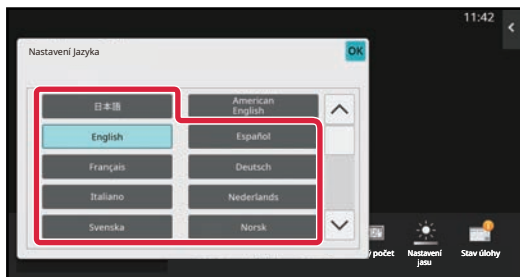 11:42
Nastavení Jazyka
OK
日本語
American
English
English
Español
Français
Deutsch
Italiano
Nederlands
Svenska
Norsk
počet
Nastavení
jasu
Stav úlohy